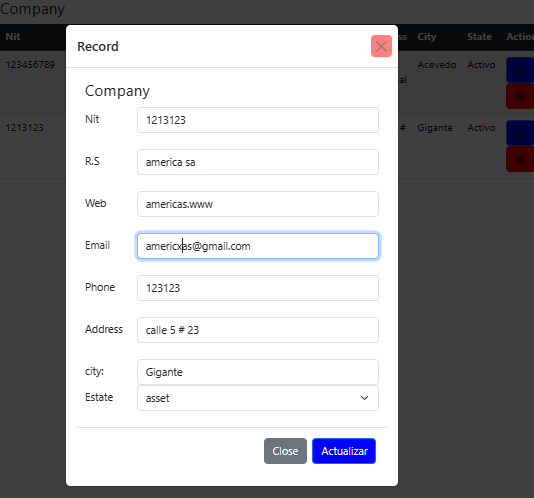 Company
Nit ss City State Action
Record
123456789 Acevedo Activo
al
1213123 # Gigante Activo
Company
Nit 1213123
R.S america sa
Web americas.www
Email americxas@gmail.com
Phone 123123
Address calle 5 # 23
city: Gigante
Estate asset
Close Actualizar